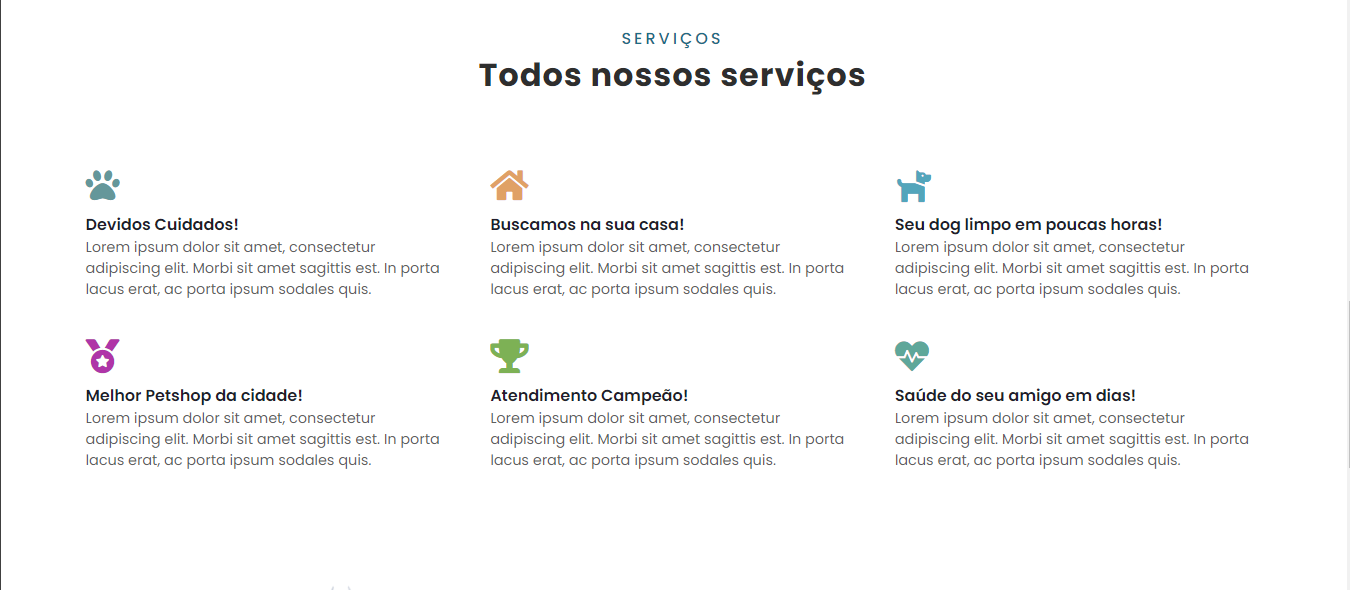 SERVIÇOS
Todos nossos serviços
Devidos Cuidados!
Lorem ipsum dolor sit amet, consectetur
adipiscing elit. Morbi sit amet sagittis est. In porta
lacus erat, ac porta ipsum sodales quis.
Buscamos na sua casa!
Lorem ipsum dolor sit amet, consectetur
adipiscing elit. Morbi sit amet sagittis est. In porta
lacus erat, ac porta ipsum sodales quis.
Seu dog limpo em poucas horas!
Lorem ipsum dolor sit amet, consectetur
adipiscing elit. Morbi sit amet sagittis est. In porta
lacus erat, ac porta ipsum sodales quis.
Melhor Petshop da cidade!
Lorem ipsum dolor sit amet, consectetur
adipiscing elit. Morbi sit amet sagittis est. In porta
lacus erat, ac porta ipsum sodales quis.
Atendimento Campeão!
Lorem ipsum dolor sit amet, consectetur
adipiscing elit. Morbi sit amet sagittis est. In porta
lacus erat, ac porta ipsum sodales quis.
Saúde do seu amigo em dias!
Lorem ipsum dolor sit amet, consectetur
adipiscing elit. Morbi sit amet sagittis est. In porta
lacus erat, ac porta ipsum sodales quis.